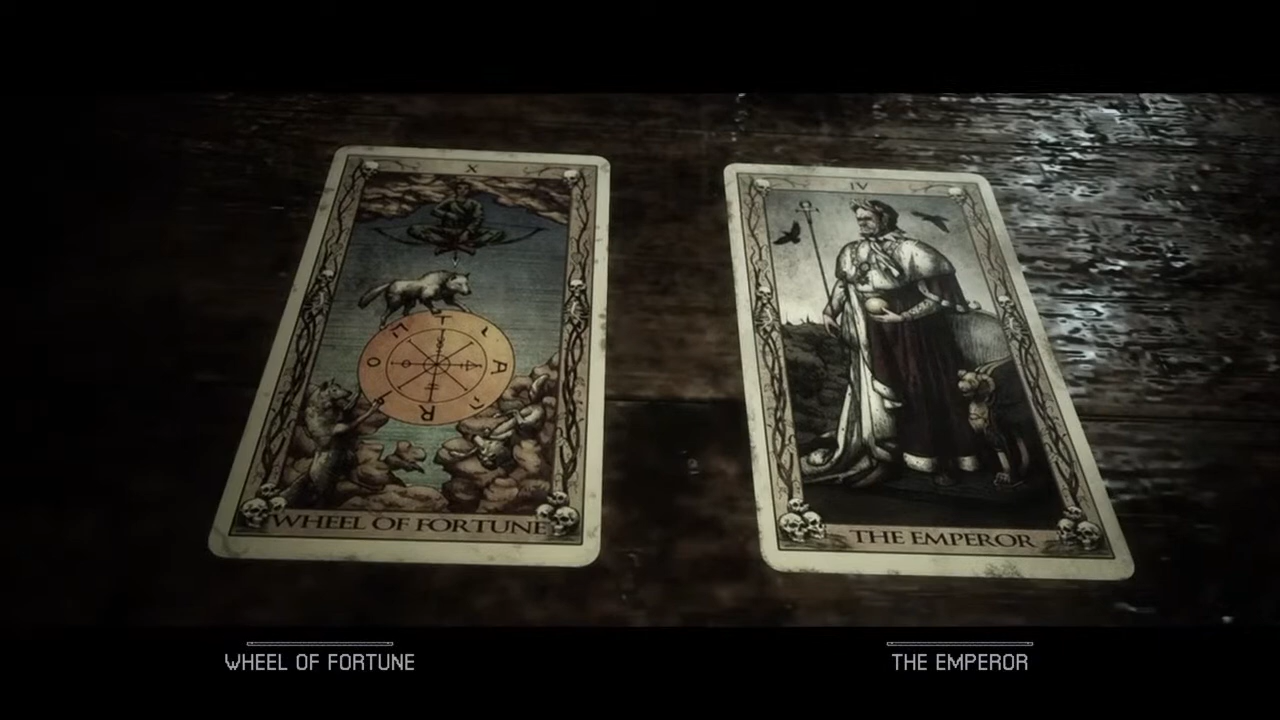 X
IV
T
A
R
O
WHEEL OF FORTUNE
THE EMPEROR
WHEEL OF FORTUNE
THE EMPEROR